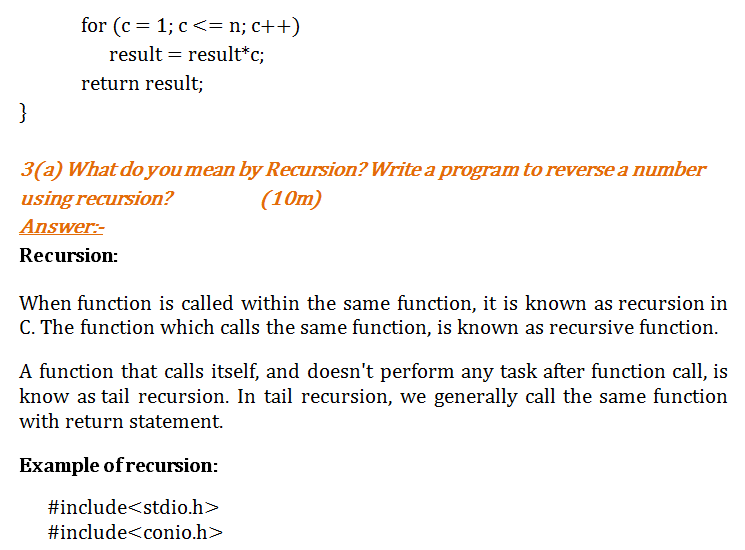 for (c = 1; c <= n; c++)
result = result*c;
return result;
}
3(a) What do you mean by Recursion? Write a program to reverse a number
using recursion? (10m)
Answer:-
Recursion:
When function is called within the same function, it is known as recursion in
C. The function which calls the same function, is known as recursive function.
A function that calls itself, and doesn't perform any task after function call, is
know as tail recursion. In tail recursion, we generally call the same function
with return statement.
Example of recursion:
#include<stdio.h>
#include<conio.h>